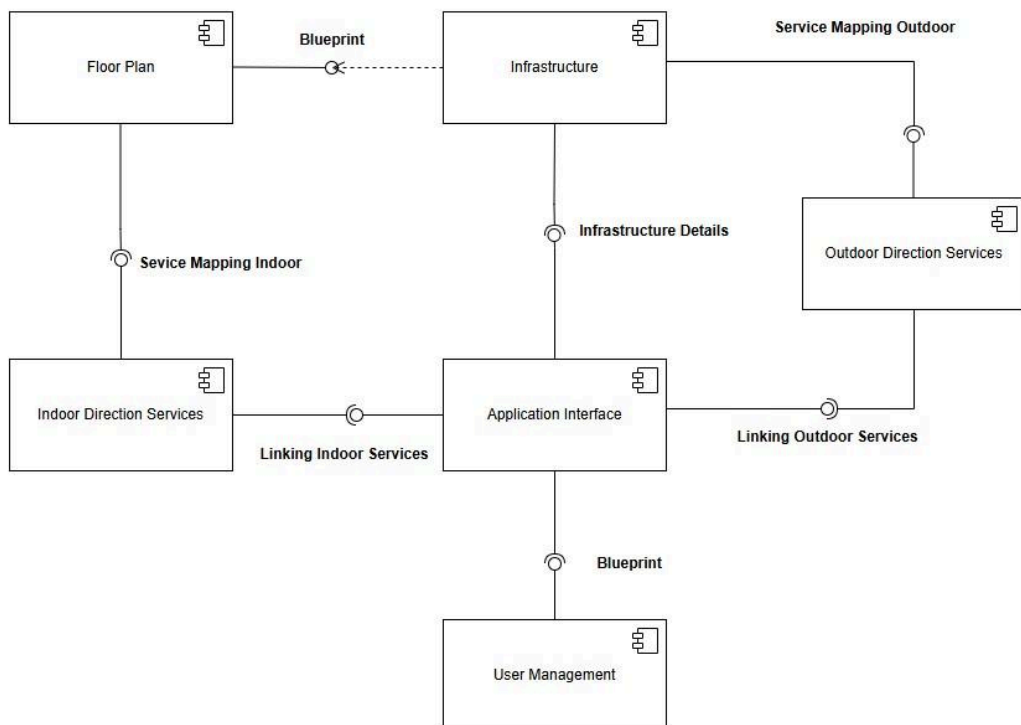 Service Mapping Outdoor
Blueprint
Floor Plan
Infrastructure
Infrastructure Details
Outdoor Direction Services
Sevice Mapping Indoor
Indoor Direction Services
Application Interface
Linking Outdoor Services
Linking Indoor Services
Blueprint
User Management